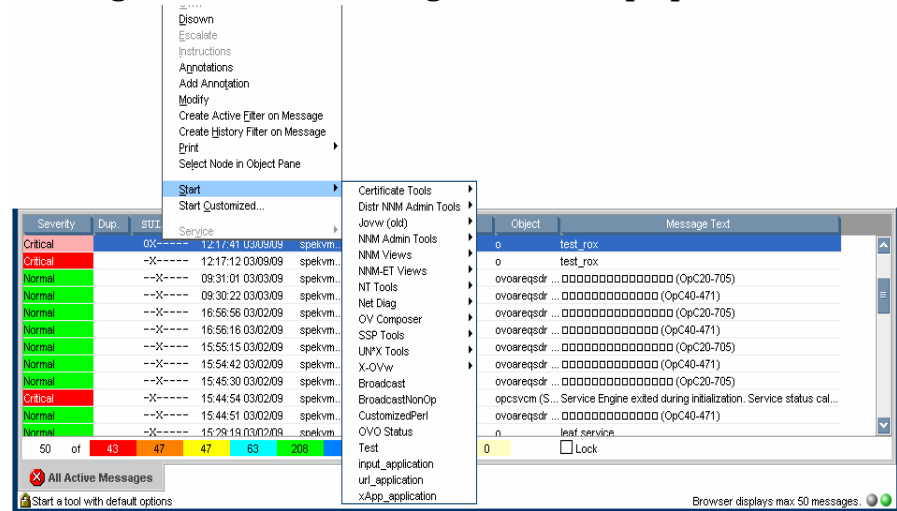 Disown
Escalate
Instructions
Annotations
Add Annotation
Modify
Create Active Filter on Message
Create History Filter on Message
Print
Select Node in Object Pane
Start
Start Customized...
Service
Certificate Tools
Distr NNM Admin Tools
Jovw (old)
NNM Admin Tools
NNM Views
NNM-ET Views
NT Tools
Net Diag
OV Composer
SSP Tools
UN*X Tools
X-OVw
Broadcast
BroadcastNonOp
CustomizedPerl
OVO Status
Test
input_application
url_application
xApp_application
Severity Dup. SUI Object Message Text
Critical 0X----- 12:17:41 03/09/09 spekvm.. o test_rox
Critical -X----- 12:17:12 03/09/09 spekvm.. o test_rox
Normal --X---- 09:31:01 03/03/09 spekvm.. ovoareqsdr ... □□□□□□□□□□□□□□□ (OpC20-705)
Normal --X---- 09:30:22 03/03/09 spekvm.. ovoareqsdr ... □□□□□□□□□□□□□□□ (OpC40-471)
Normal --X---- 16:56:56 03/02/09 spekvm.. ovoareqsdr ... □□□□□□□□□□□□□□□ (OpC20-705)
Normal --X---- 16:56:16 03/02/09 spekvm.. ovoareqsdr ... □□□□□□□□□□□□□□□ (OpC40-471)
Normal --X---- 15:55:15 03/02/09 spekvm.. ovoareqsdr ... □□□□□□□□□□□□□□□ (OpC20-705)
Normal --X---- 15:54:42 03/02/09 spekvm.. ovoareqsdr ... □□□□□□□□□□□□□□□ (OpC40-471)
Normal --X---- 15:45:30 03/02/09 spekvm.. ovoareqsdr ... □□□□□□□□□□□□□□□ (OpC20-705)
Critical -X----- 15:44:54 03/02/09 spekvm.. opcsvcm (S... Service Engine exited during initialization. Service status cal...
Normal -X----- 15:44:51 03/02/09 spekvm.. ovoareqsdr ... □□□□□□□□□□□□□□□ (OpC40-471)
Normal -X----- 15:29:19 03/02/09 spekvm.. o leaf service
50 of 43 47 47 63 208 0 Lock
All Active Messages
Start a tool with default options Browser displays max 50 messages.